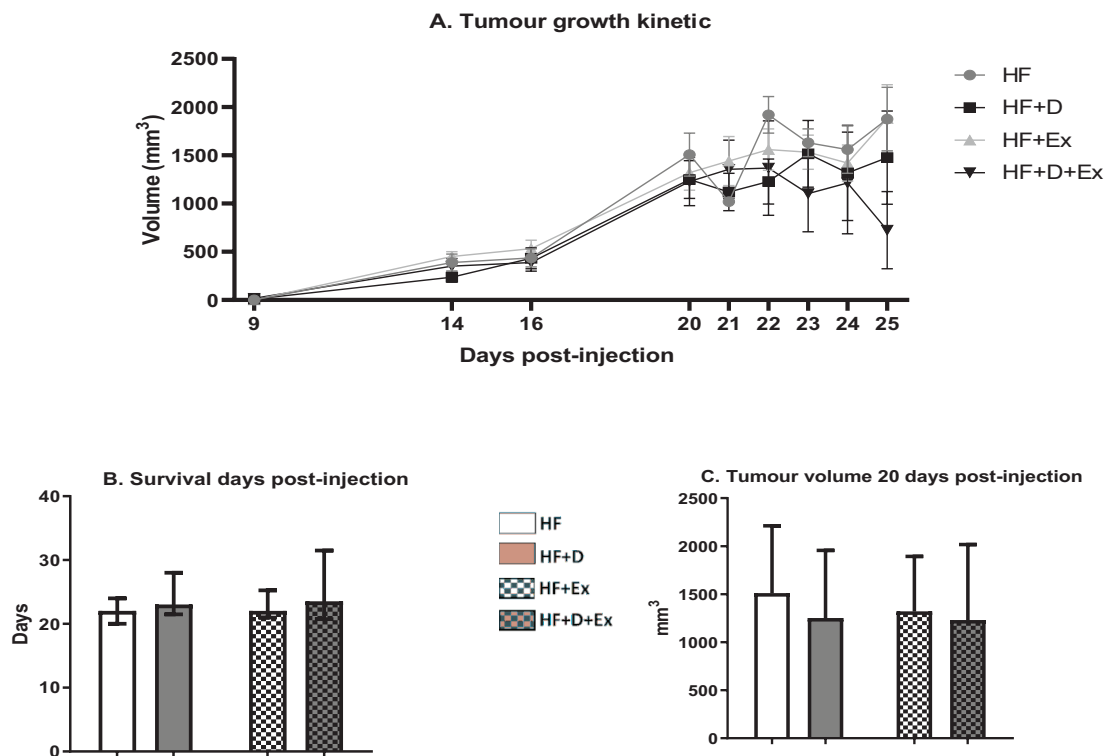 A. Tumour growth kinetic
Volume (mm³)
2500
2000
1500
1000
500
0
9 14 16 20 21 22 23 24 25
Days post-injection
HF
HF+D
HF+Ex
HF+D+Ex
B. Survival days post-injection
Days
40
30
20
10
0
HF
HF+D
HF+Ex
HF+D+Ex
C. Tumour volume 20 days post-injection
mm³
2500
2000
1500
1000
500
0